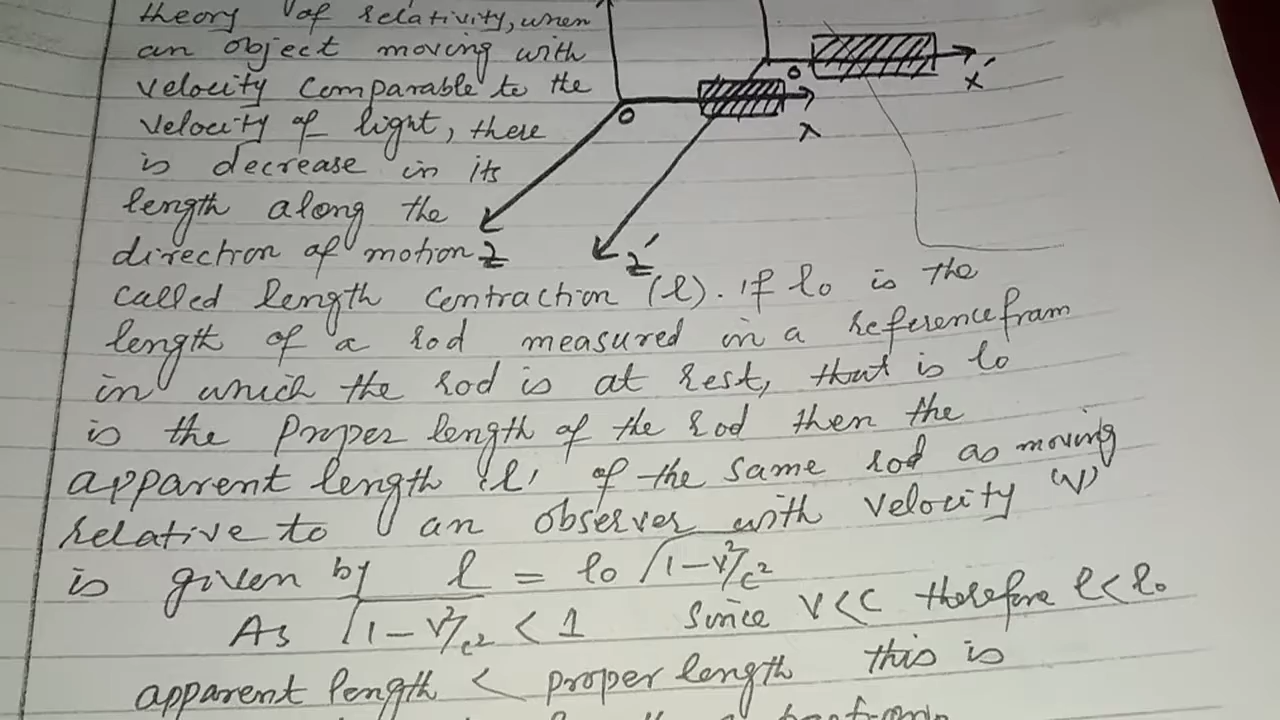 theory of relativity, when
an object moving with
velocity comparable to the
velocity of light, there
is decrease in its
length along the
direction of motion
called length contraction (l). If l₀ is the
length of a rod measured in a reference fram
in which the rod is at rest, that is l₀
is the proper length of the rod then the
apparent length 'l' of the same rod as moving
relative to an observer with velocity (v)
is given by l = l₀ √1-v²/c²
As √1-v²/c² < 1 Since v<c therefore l<l₀
apparent length < proper length this is
o
o
x'
x
z
z'